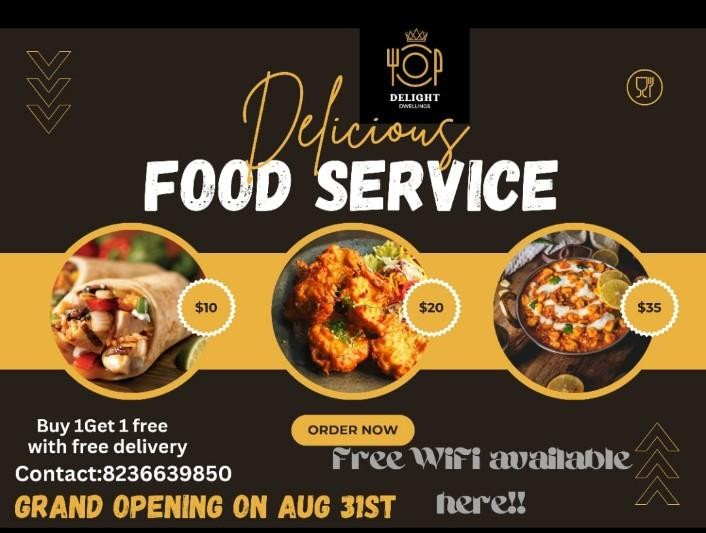 DELIGHT
DWELLINGS
Delicious
FOOD SERVICE
$10
$20
$35
Buy 1Get 1 free
with free delivery
ORDER NOW
Contact:8236639850
Free WiFi available
here!!
GRAND OPENING ON AUG 31ST